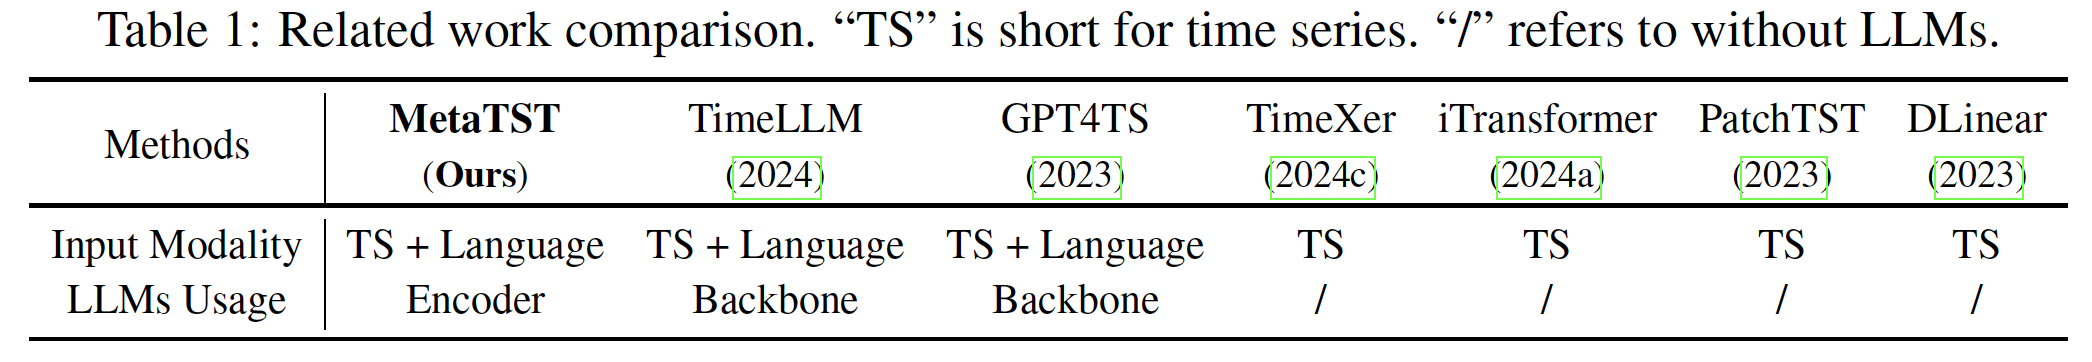 Table 1: Related work comparison. “TS” is short for time series. “/” refers to without LLMs.
Methods MetaTST TimeLLM GPT4TS TimeXer iTransformer PatchTST DLinear
(Ours) (2024) (2023) (2024c) (2024a) (2023) (2023)
Input Modality TS + Language TS + Language TS + Language TS TS TS TS
LLMs Usage Encoder Backbone Backbone / / / /